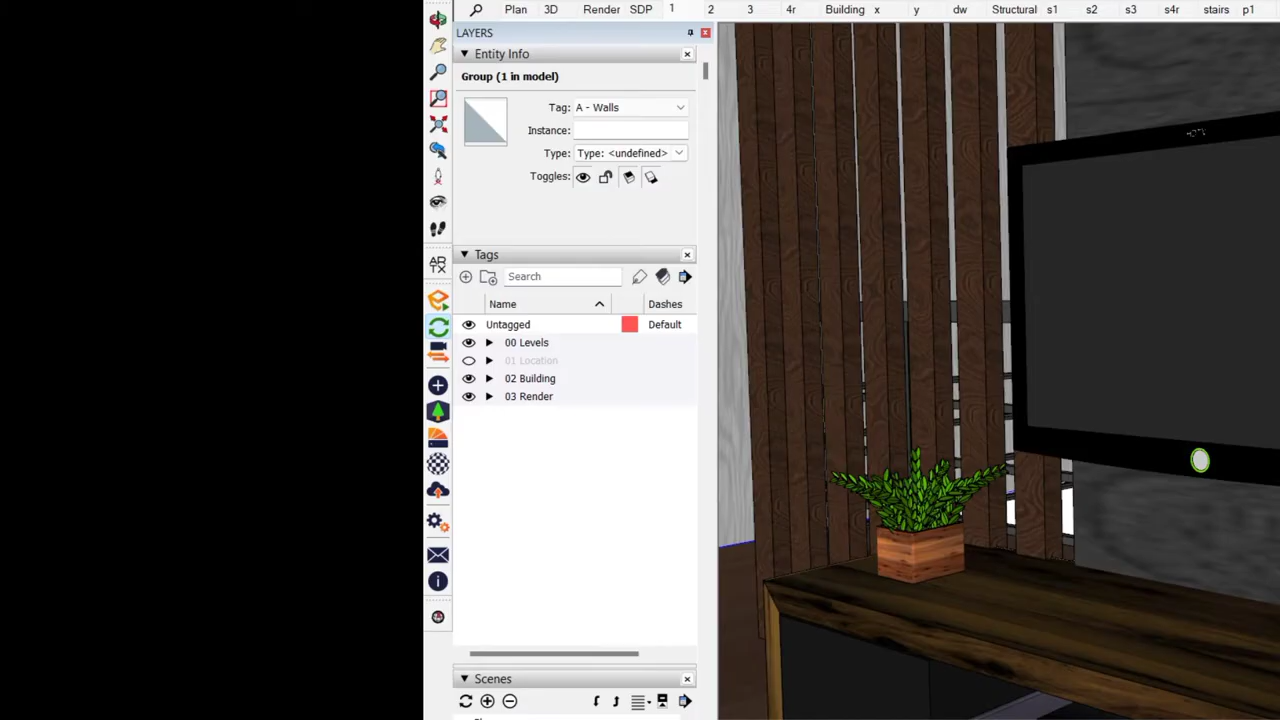 Plan 3D Render SDP 1 2 3 4r Building x y dw Structural s1 s2 s3 s4r stairs p1
LAYERS
Entity Info
Group (1 in model)
Tag: A - Walls
Instance:
Type: Type: <undefined>
Toggles:
Tags
Search
Name Dashes
Untagged Default
00 Levels
01 Location
02 Building
03 Render
AR
Scenes